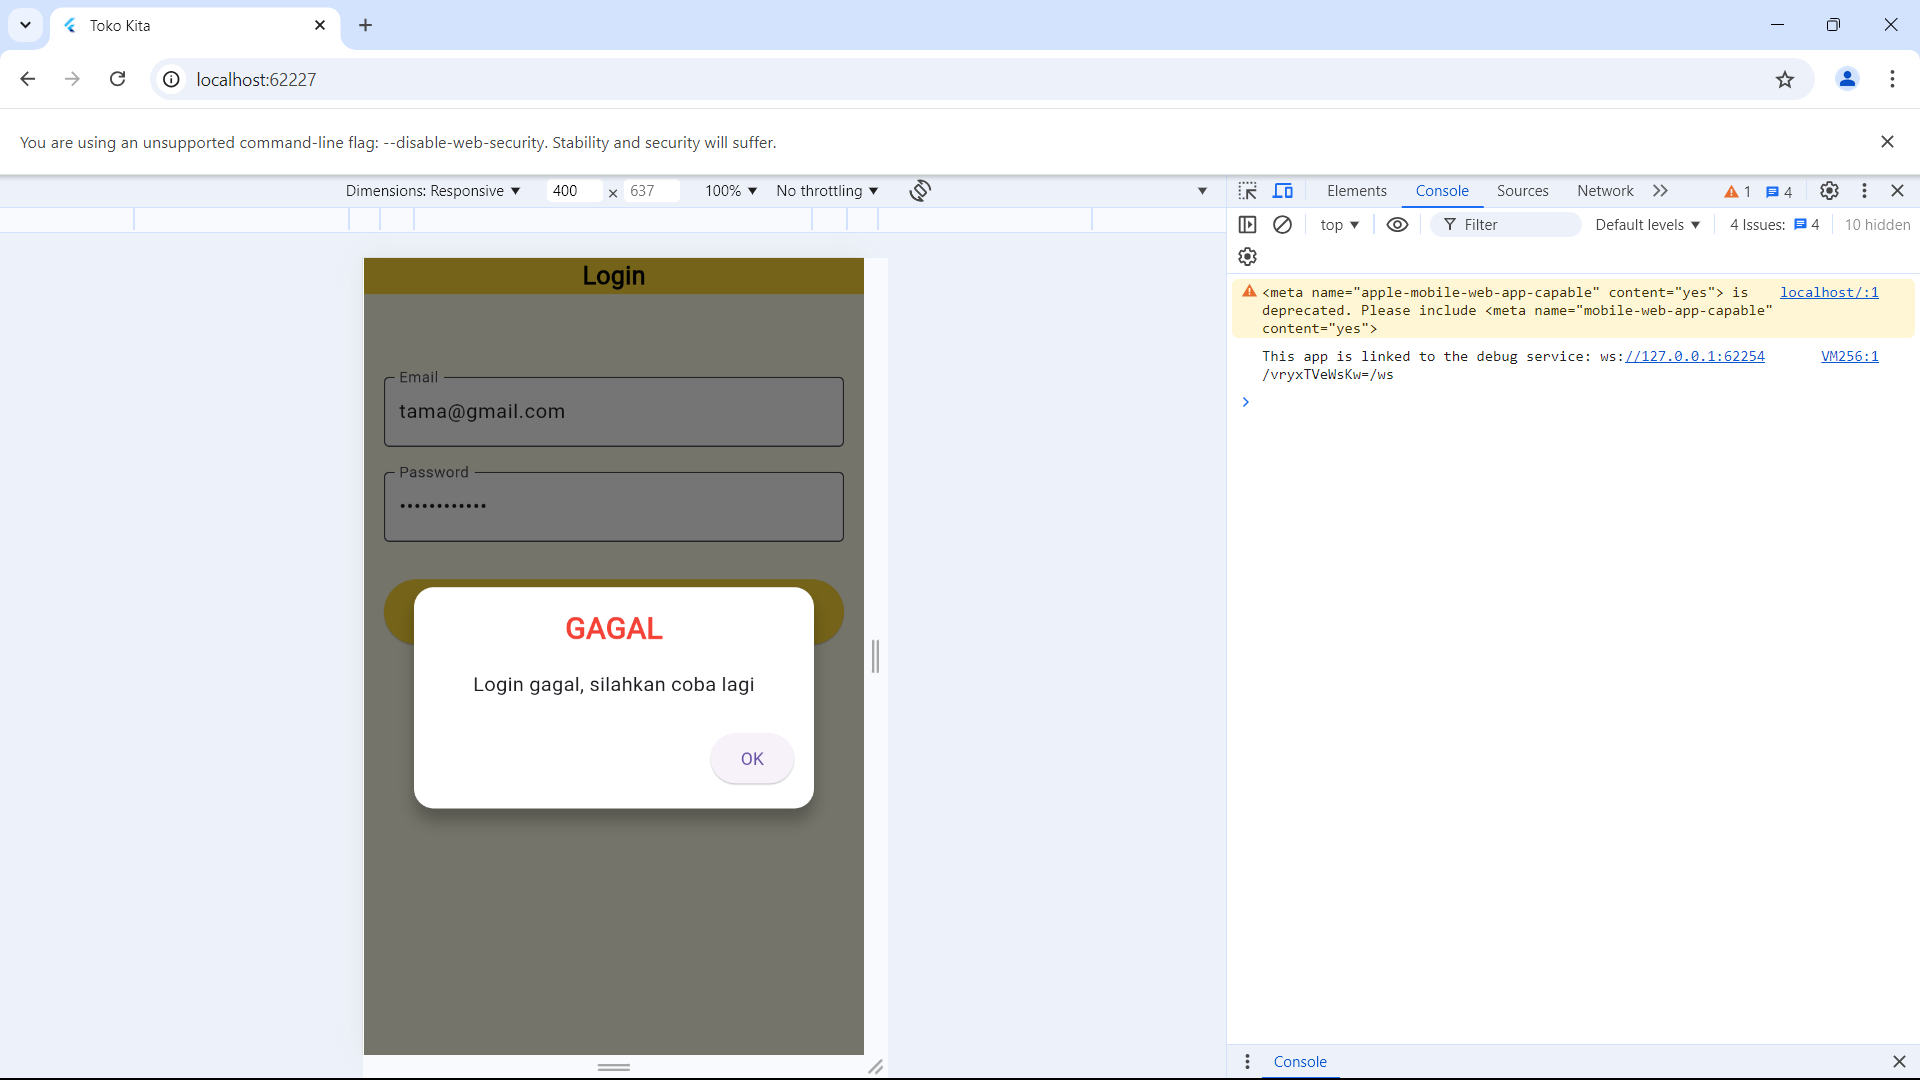 Toko Kita
localhost:62227
You are using an unsupported command-line flag: --disable-web-security. Stability and security will suffer.
Dimensions: Responsive 400 × 637 100% No throttling
Login
Email
tama@gmail.com
Password
••••••••••••
GAGAL
Login gagal, silahkan coba lagi
OK
Elements Console Sources Network 1 4
top Filter Default levels 4 Issues: 4 10 hidden
<meta name="apple-mobile-web-app-capable" content="yes"> is localhost/:1
deprecated. Please include <meta name="mobile-web-app-capable"
content="yes">
This app is linked to the debug service: ws://127.0.0.1:62254 VM256:1
/vryxTVeWsKw=/ws
Console